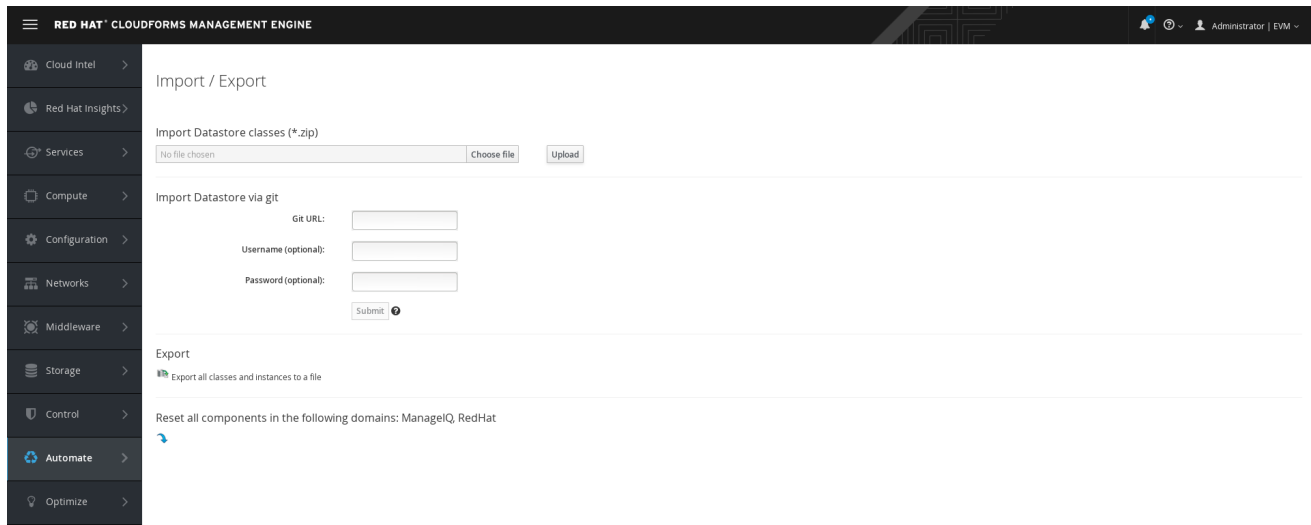 RED HAT® CLOUDFORMS MANAGEMENT ENGINE
Administrator | EVM
Cloud Intel
Red Hat Insights
Services
Compute
Configuration
Networks
Middleware
Storage
Control
Automate
Optimize
Import / Export
Import Datastore classes (*.zip)
No file chosen Choose file Upload
Import Datastore via git
Git URL:
Username (optional):
Password (optional):
Submit
Export
Export all classes and instances to a file
Reset all components in the following domains: ManageIQ, RedHat